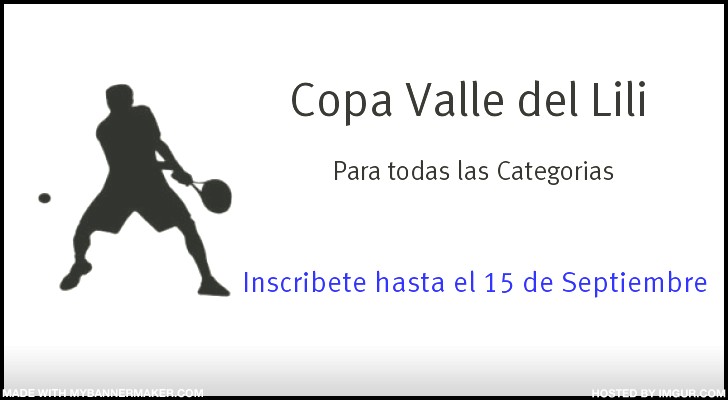 Copa Valle del Lili
Para todas las Categorias
Inscribete hasta el 15 de Septiembre
MADE WITH MYBANNERMAKER.COM
HOSTED BY IMGUR.COM